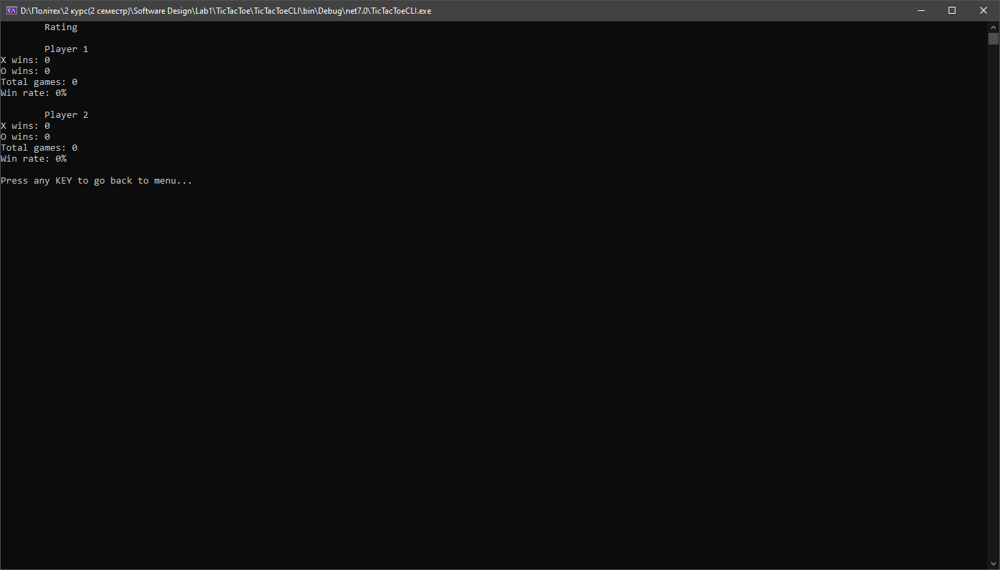 D:\Політех\2 курс(2 семестр)\Software Design\Lab1\TicTacToe\TicTacToeCLI\bin\Debug\net7.0\TicTacToeCLI.exe
Rating
Player 1
X wins: 0
O wins: 0
Total games: 0
Win rate: 0%
Player 2
X wins: 0
O wins: 0
Total games: 0
Win rate: 0%
Press any KEY to go back to menu...